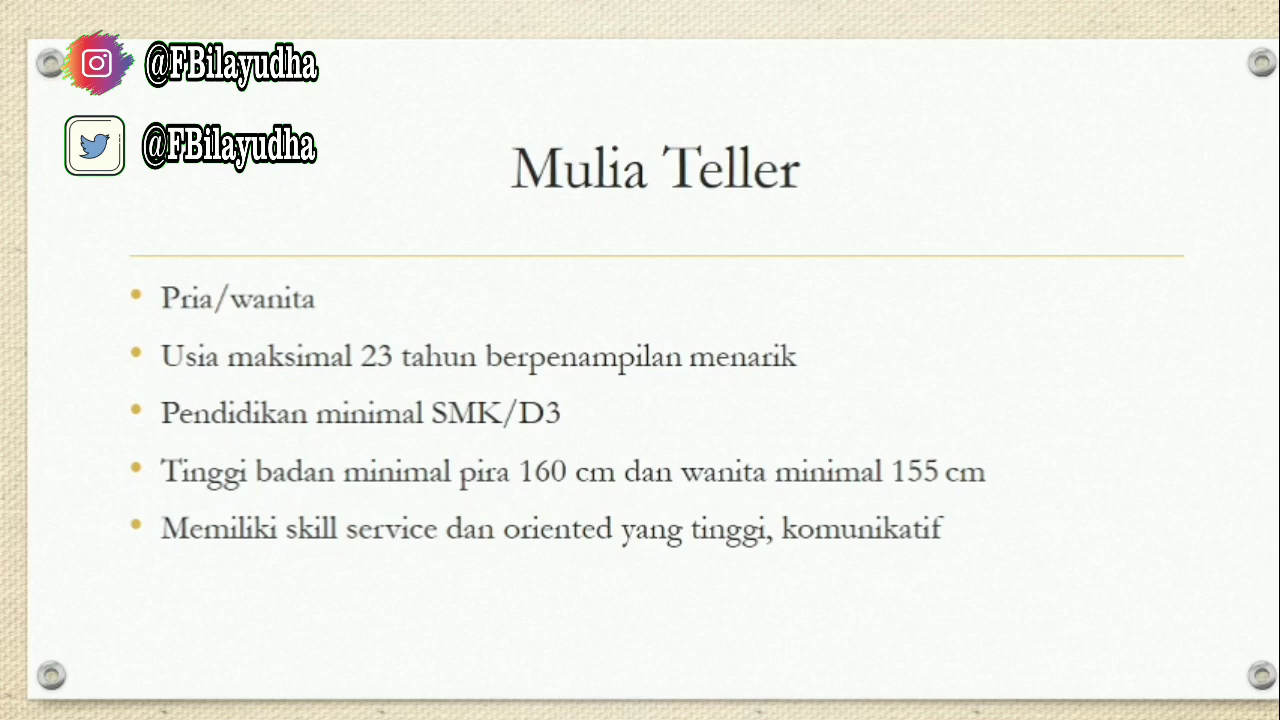 @FBilayudha
@FBilayudha
Mulia Teller
• Pria/wanita
• Usia maksimal 23 tahun berpenampilan menarik
• Pendidikan minimal SMK/D3
• Tinggi badan minimal pira 160 cm dan wanita minimal 155 cm
• Memiliki skill service dan oriented yang tinggi, komunikatif